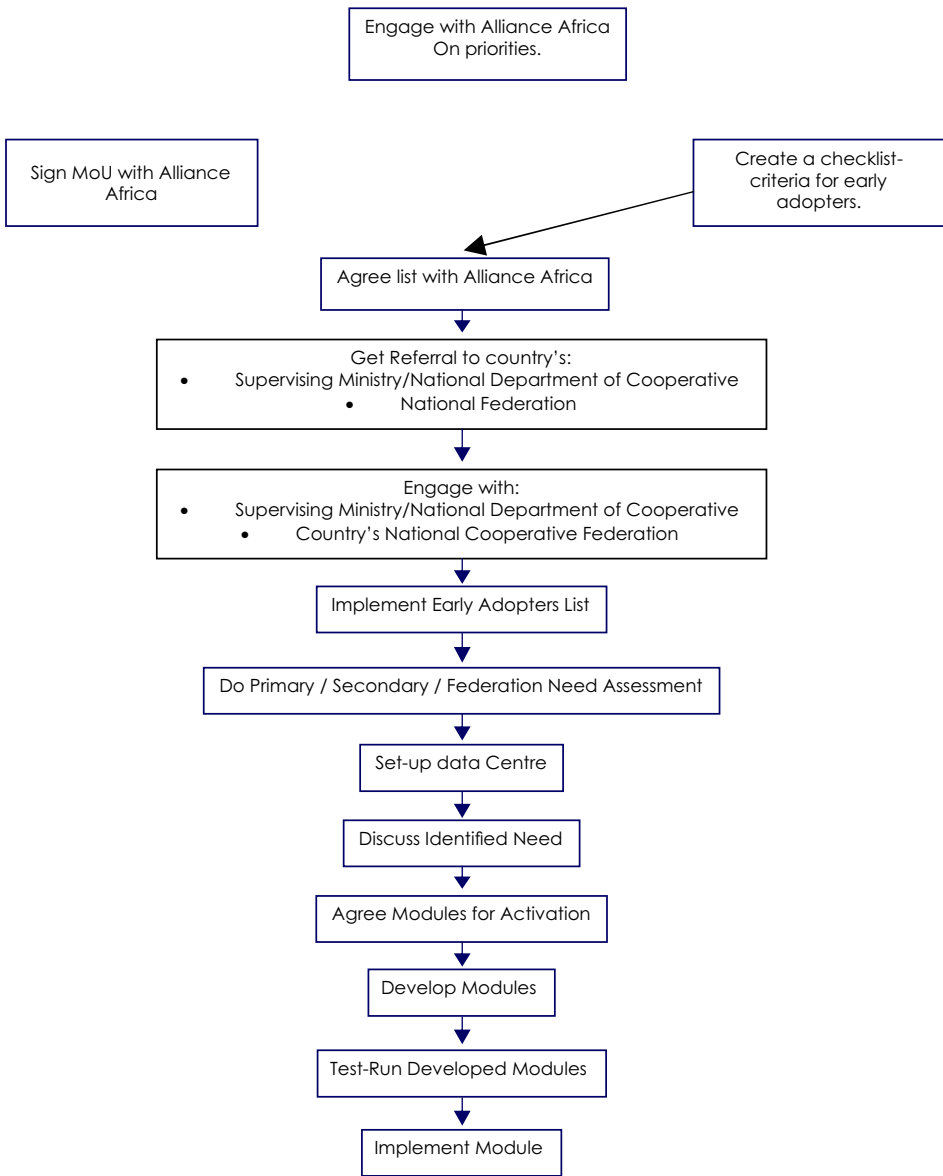 Engage with Alliance Africa
On priorities.
Sign MoU with Alliance
Africa
Create a checklist-
criteria for early
adopters.
Agree list with Alliance Africa
Get Referral to country’s:
• Supervising Ministry/National Department of Cooperative
• National Federation
Engage with:
• Supervising Ministry/National Department of Cooperative
• Country’s National Cooperative Federation
Implement Early Adopters List
Do Primary / Secondary / Federation Need Assessment
Set-up data Centre
Discuss Identified Need
Agree Modules for Activation
Develop Modules
Test-Run Developed Modules
Implement Module